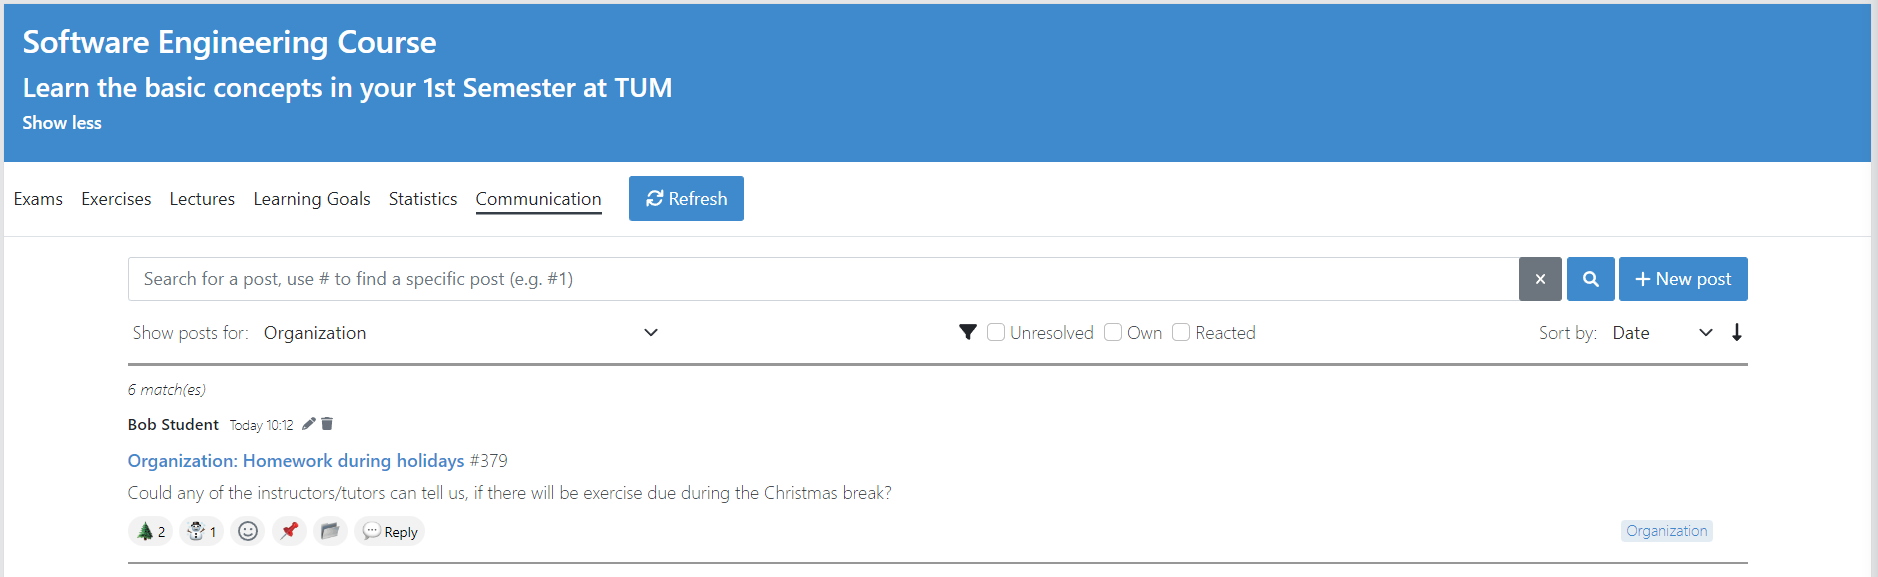 Software Engineering Course
Learn the basic concepts in your 1st Semester at TUM
Show less
Exams Exercises Lectures Learning Goals Statistics Communication Refresh
Search for a post, use # to find a specific post (e.g. #1) × + New post
Show posts for: Organization Unresolved Own Reacted Sort by: Date
6 match(es)
Bob Student Today 10:12
Organization: Homework during holidays #379
Could any of the instructors/tutors can tell us, if there will be exercise due during the Christmas break?
2 1 Reply Organization